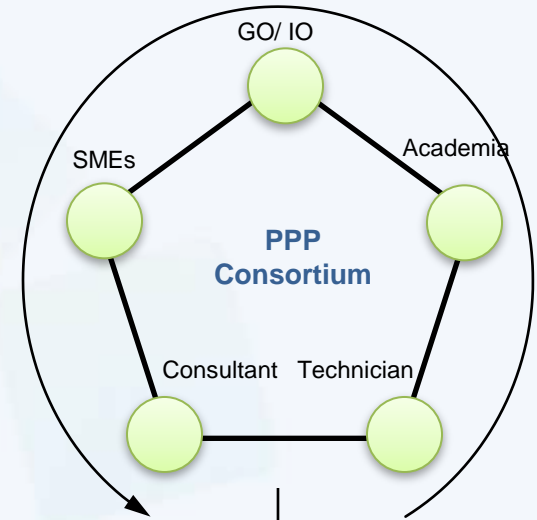 GO/ IO
SMEs
Academia
PPP
Consortium
Consultant
Technician